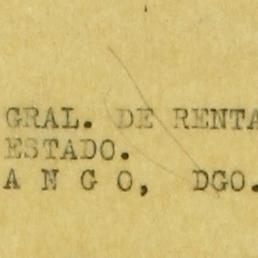 GRAL. DE RENTA
ESTADO.
A N G O, DGO.